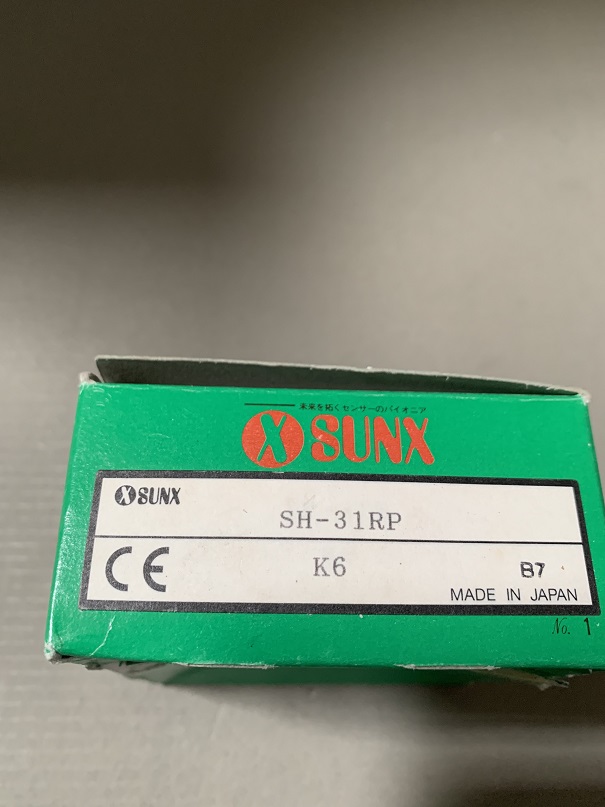 未来を拓くセンサーのパイオニア
X SUNX
X SUNX
SH-31RP
CE
K6
B7
MADE IN JAPAN
No. 1